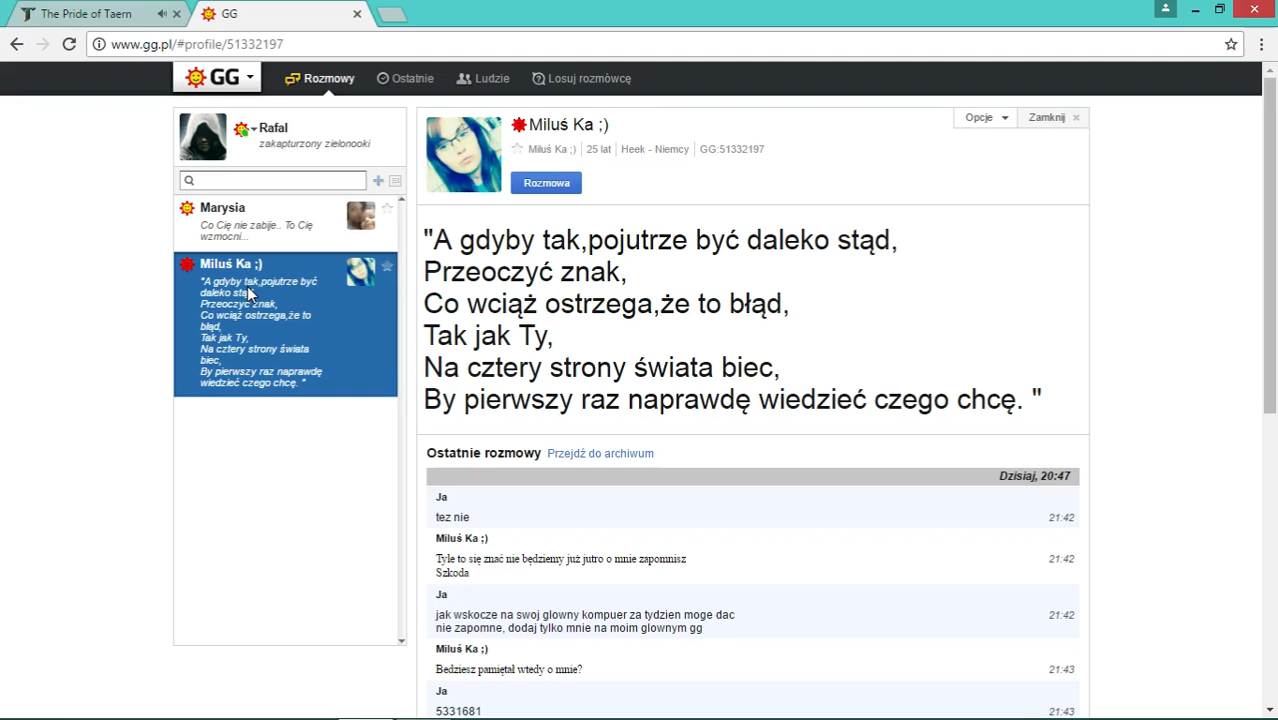 The Pride of Taern
GG
www.gg.pl/#profile/51332197
GG
Rozmowy
Ostatnie
Ludzie
Losuj rozmówcę
Rafal
zakapturzony zielonooki
Marysia
Co Cię nie zabije.. To Cię
wzmocni...
Miluś Ka ;)
"A gdyby tak,pojutrze być
daleko stąd,
Przeoczyć znak,
Co wciąż ostrzega,że to
błąd,
Tak jak Ty,
Na cztery strony świata
biec,
By pierwszy raz naprawdę
wiedzieć czego chcę. "
Miluś Ka ;)
Opcje
Zamknij
Miluś Ka ;)
25 lat
Heek - Niemcy
GG:51332197
Rozmowa
"A gdyby tak,pojutrze być daleko stąd,
Przeoczyć znak,
Co wciąż ostrzega,że to błąd,
Tak jak Ty,
Na cztery strony świata biec,
By pierwszy raz naprawdę wiedzieć czego chcę. "
Ostatnie rozmowy Przejdź do archiwum
Dzisiaj, 20:47
Ja
tez nie 21:42
Miluś Ka ;)
Tyle to się znać nie będziemy już jutro o mnie zapomnisz 21:42
Szkoda
Ja
jak wskocze na swoj glowny kompuer za tydzien moge dac 21:42
nie zapomne, dodaj tylko mnie na moim glownym gg
Miluś Ka ;)
Bedziesz pamiętał wtedy o mnie? 21:43
Ja
5331681 21:43